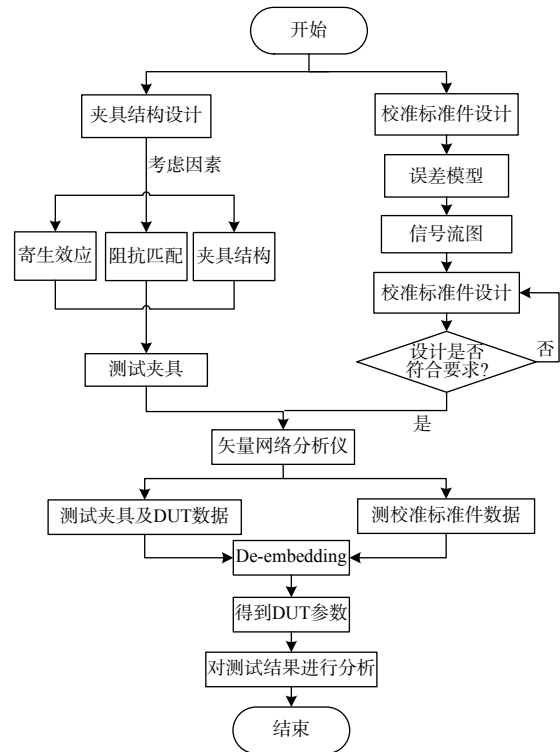 开始
夹具结构设计
校准标准件设计
考虑因素
误差模型
寄生效应
阻抗匹配
夹具结构
信号流图
校准标准件设计
测试夹具
设计是否
符合要求?
否
是
矢量网络分析仪
测试夹具及DUT数据
测校准标准件数据
De-embedding
得到DUT参数
对测试结果进行分析
结束